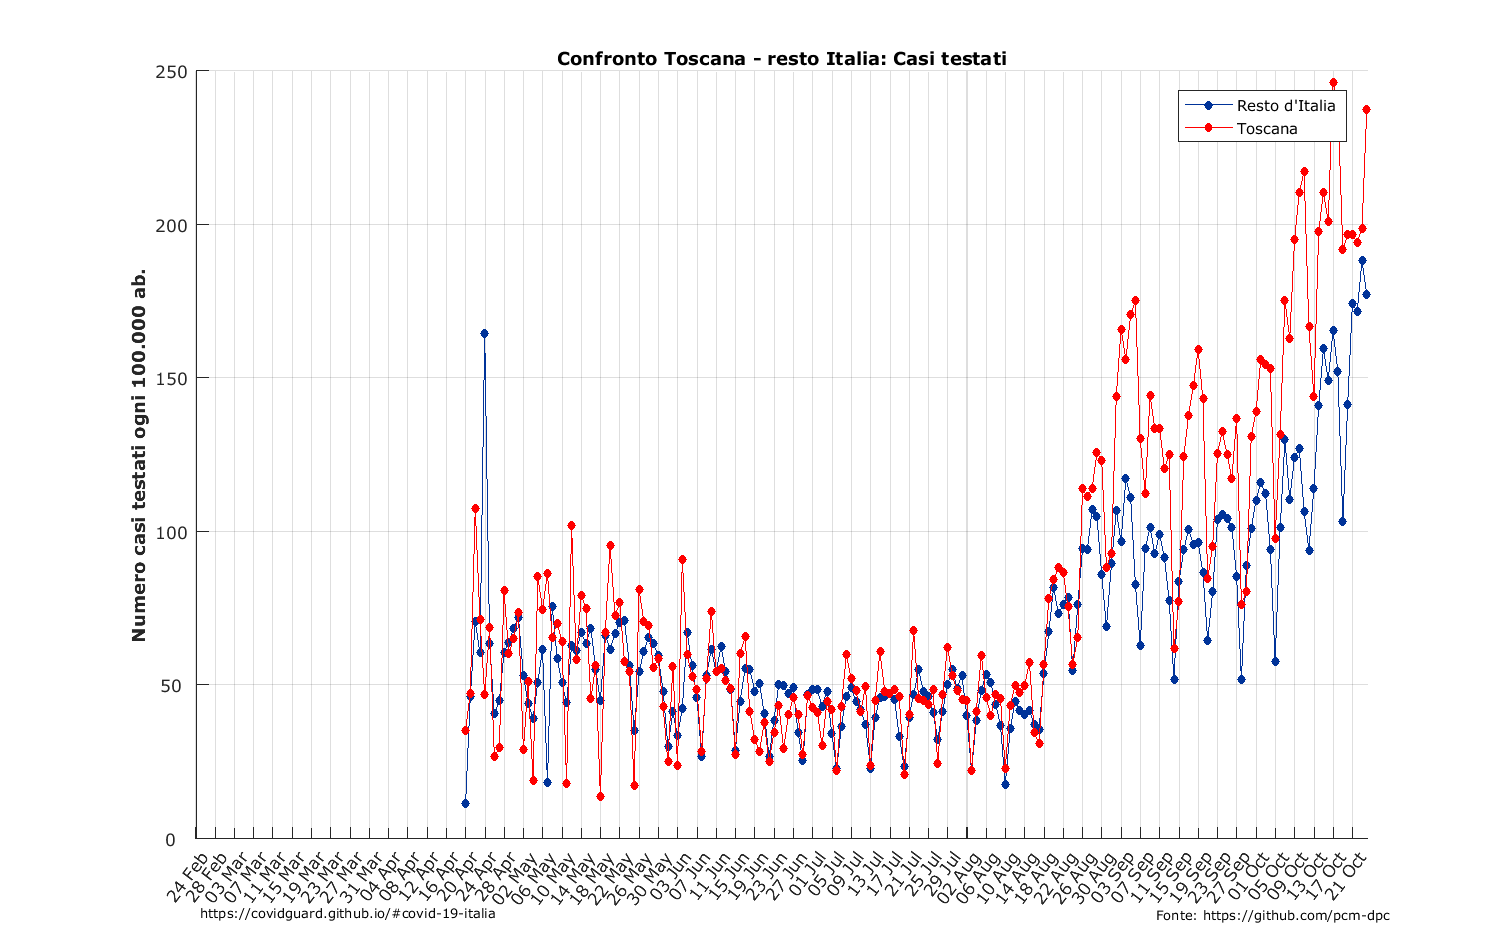 Confronto Toscana - resto Italia: Casi testati
Numero casi testati ogni 100.000 ab.
250
200
150
100
50
0
Resto d'Italia
Toscana
24 Feb
28 Feb
03 Mar
07 Mar
11 Mar
15 Mar
19 Mar
23 Mar
27 Mar
31 Mar
04 Apr
08 Apr
12 Apr
16 Apr
20 Apr
24 Apr
28 Apr
02 May
06 May
10 May
14 May
18 May
22 May
26 May
30 May
03 Jun
07 Jun
11 Jun
15 Jun
19 Jun
23 Jun
27 Jun
01 Jul
05 Jul
09 Jul
13 Jul
17 Jul
21 Jul
25 Jul
29 Jul
02 Aug
06 Aug
10 Aug
14 Aug
18 Aug
22 Aug
26 Aug
30 Aug
03 Sep
07 Sep
11 Sep
15 Sep
19 Sep
23 Sep
27 Sep
01 Oct
05 Oct
09 Oct
13 Oct
17 Oct
21 Oct
https://covidguard.github.io/#covid-19-italia
Fonte: https://github.com/pcm-dpc